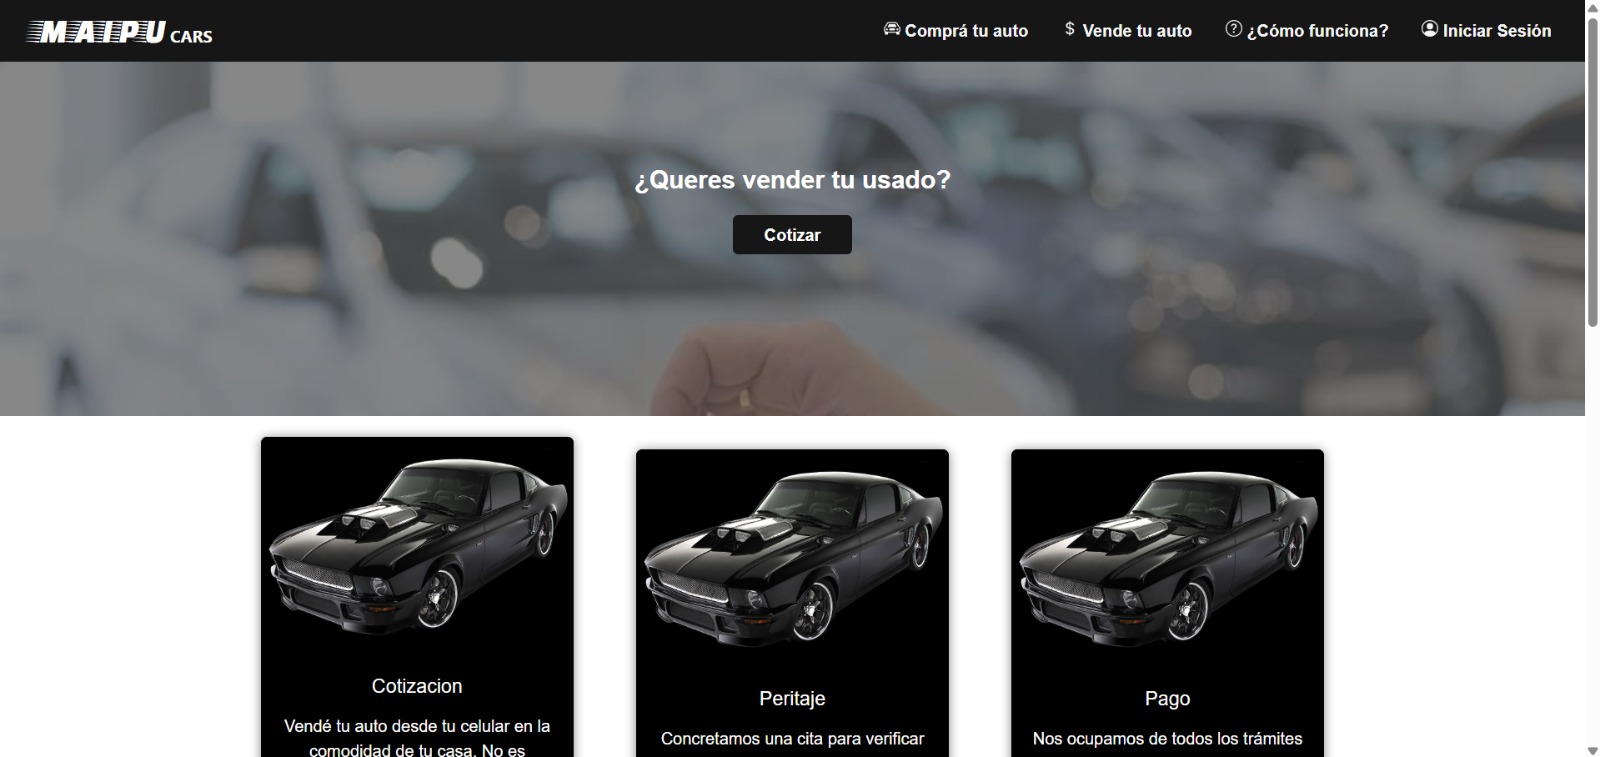 MAIPU CARS
Comprá tu auto
$ Vende tu auto
? ¿Cómo funciona?
Iniciar Sesión
¿Queres vender tu usado?
Cotizar
Cotizacion
Vendé tu auto desde tu celular en la
comodidad de tu casa. No es
Peritaje
Concretamos una cita para verificar
Pago
Nos ocupamos de todos los trámites